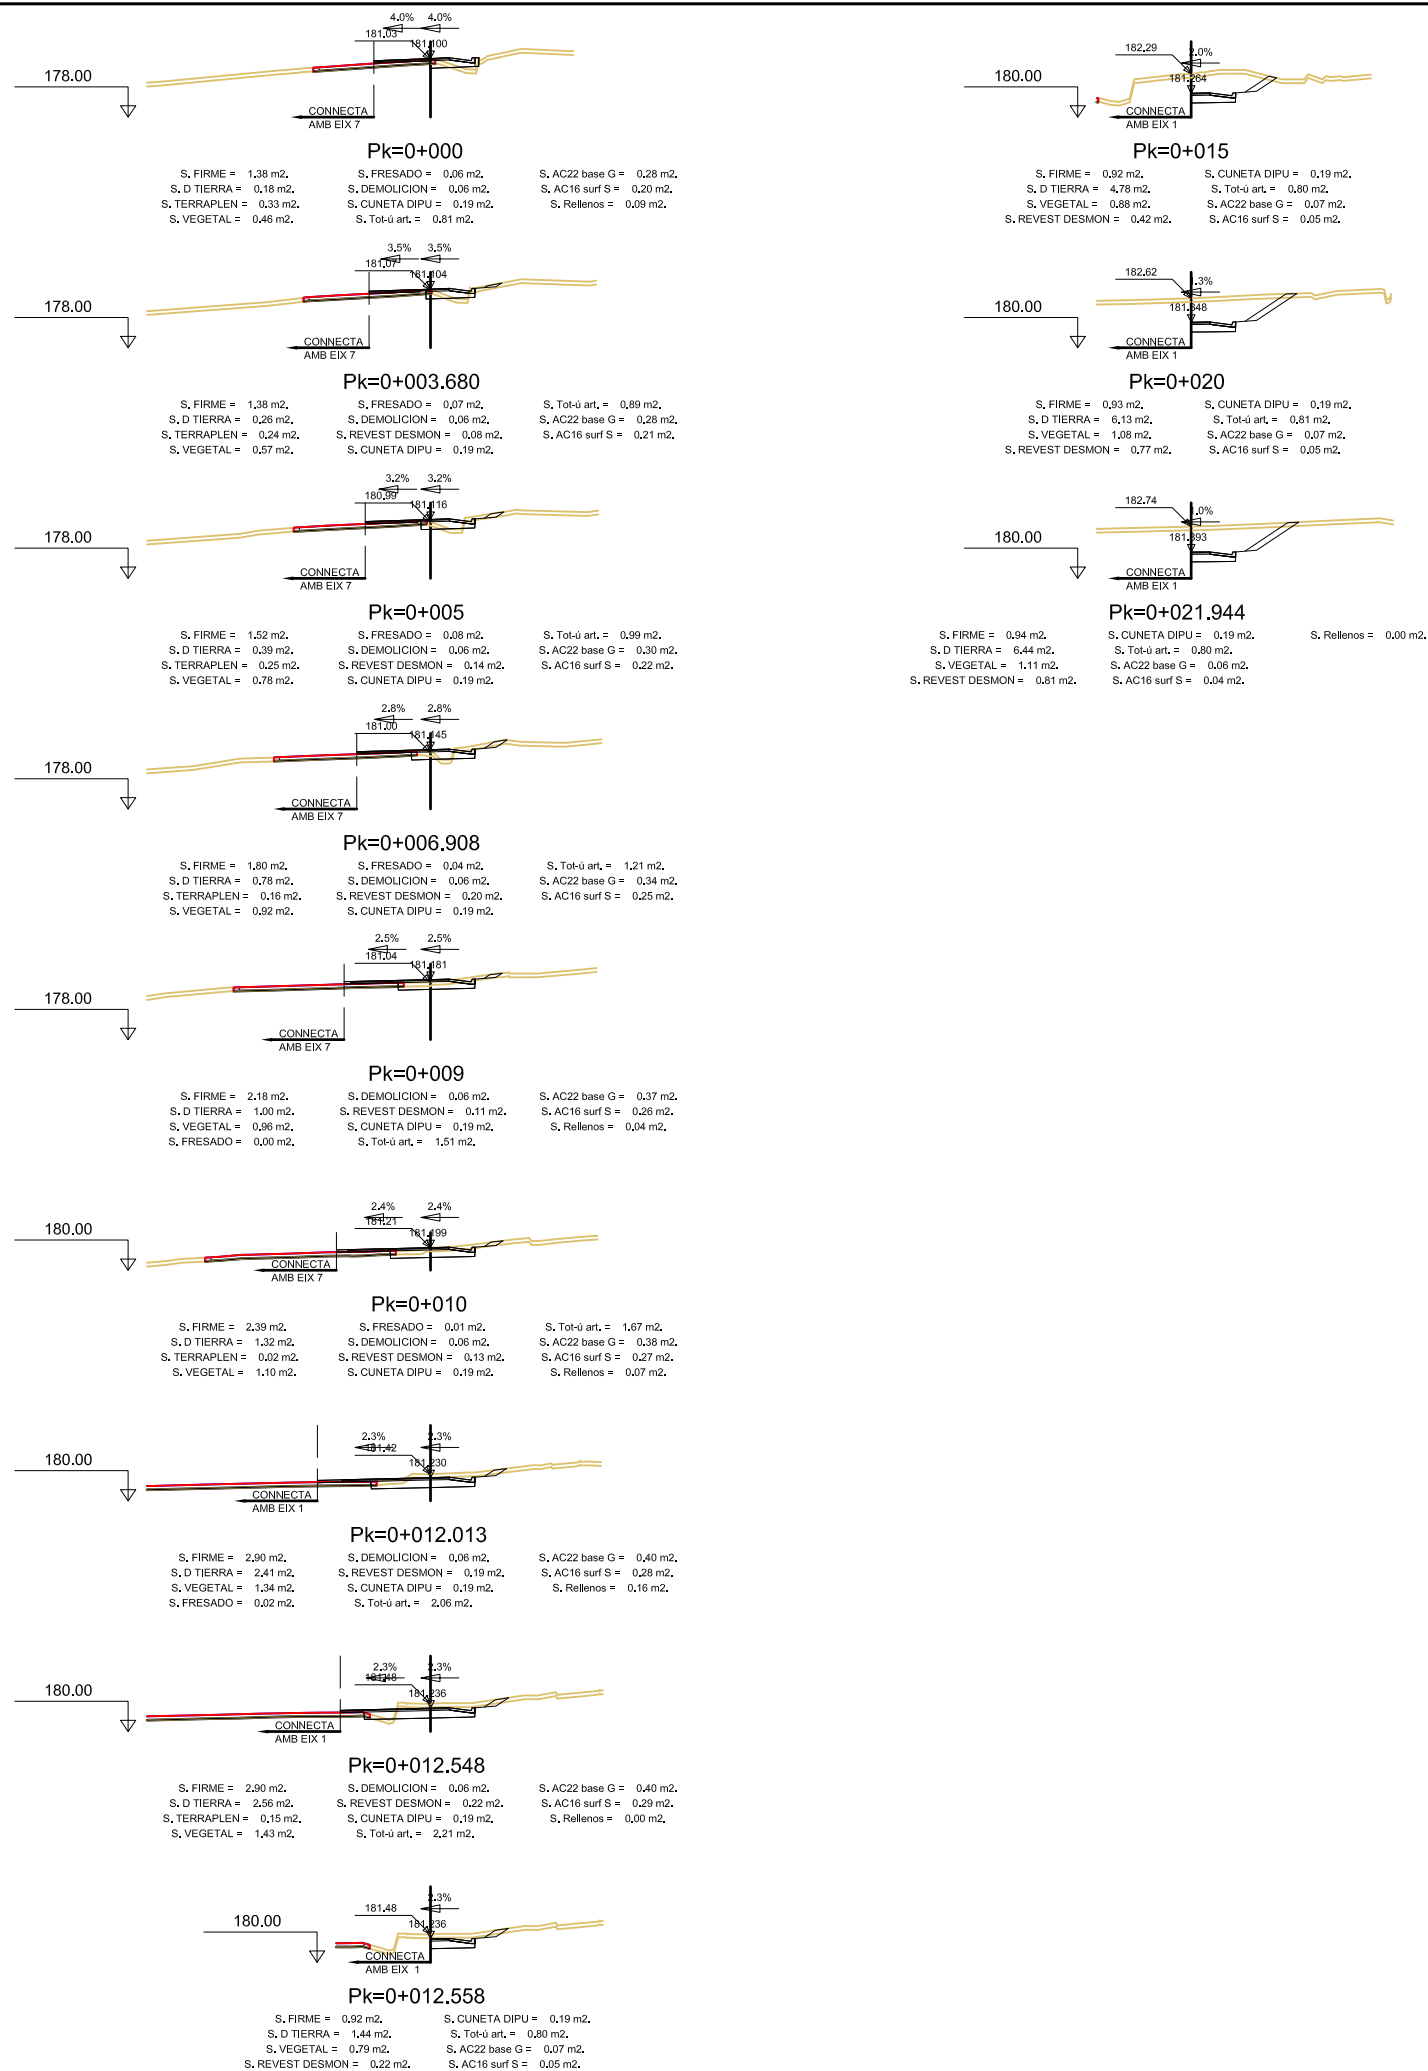 4.0% 4.0%
181.03
181.100
178.00
CONNECTA
AMB EIX 7
Pk=0+000
S. FIRME = 1.38 m2. S. FRESADO = 0.06 m2. S. AC22 base G = 0.28 m2.
S. D TIERRA = 0.18 m2. S. DEMOLICION = 0.06 m2. S. AC16 surf S = 0.20 m2.
S. TERRAPLEN = 0.33 m2. S. CUNETA DIPU = 0.19 m2. S. Rellenos = 0.09 m2.
S. VEGETAL = 0.46 m2. S. Tot-ú art. = 0.81 m2.
3.5% 3.5%
181.07
181.104
178.00
CONNECTA
AMB EIX 7
Pk=0+003.680
S. FIRME = 1.38 m2. S. FRESADO = 0.07 m2. S. Tot-ú art. = 0.89 m2.
S. D TIERRA = 0.26 m2. S. DEMOLICION = 0.06 m2. S. AC22 base G = 0.28 m2.
S. TERRAPLEN = 0.24 m2. S. REVEST DESMON = 0.08 m2. S. AC16 surf S = 0.21 m2.
S. VEGETAL = 0.57 m2. S. CUNETA DIPU = 0.19 m2.
3.2% 3.2%
180.99
181.116
178.00
CONNECTA
AMB EIX 7
Pk=0+005
S. FIRME = 1.52 m2. S. FRESADO = 0.08 m2. S. Tot-ú art. = 0.99 m2.
S. D TIERRA = 0.39 m2. S. DEMOLICION = 0.06 m2. S. AC22 base G = 0.30 m2.
S. TERRAPLEN = 0.25 m2. S. REVEST DESMON = 0.14 m2. S. AC16 surf S = 0.22 m2.
S. VEGETAL = 0.78 m2. S. CUNETA DIPU = 0.19 m2.
2.8% 2.8%
181.00
181.145
178.00
CONNECTA
AMB EIX 7
Pk=0+006.908
S. FIRME = 1.80 m2. S. FRESADO = 0.04 m2. S. Tot-ú art. = 1.21 m2.
S. D TIERRA = 0.78 m2. S. DEMOLICION = 0.06 m2. S. AC22 base G = 0.34 m2.
S. TERRAPLEN = 0.16 m2. S. REVEST DESMON = 0.20 m2. S. AC16 surf S = 0.25 m2.
S. VEGETAL = 0.92 m2. S. CUNETA DIPU = 0.19 m2.
2.5% 2.5%
181.04
181.181
178.00
CONNECTA
AMB EIX 7
Pk=0+009
S. FIRME = 2.18 m2. S. DEMOLICION = 0.06 m2. S. AC22 base G = 0.37 m2.
S. D TIERRA = 1.00 m2. S. REVEST DESMON = 0.11 m2. S. AC16 surf S = 0.26 m2.
S. VEGETAL = 0.96 m2. S. CUNETA DIPU = 0.19 m2. S. Rellenos = 0.04 m2.
S. FRESADO = 0.00 m2. S. Tot-ú art. = 1.51 m2.
2.4% 2.4%
181.21
181.199
180.00
CONNECTA
AMB EIX 7
Pk=0+010
S. FIRME = 2.39 m2. S. FRESADO = 0.01 m2. S. Tot-ú art. = 1.67 m2.
S. D TIERRA = 1.32 m2. S. DEMOLICION = 0.06 m2. S. AC22 base G = 0.38 m2.
S. TERRAPLEN = 0.02 m2. S. REVEST DESMON = 0.13 m2. S. AC16 surf S = 0.27 m2.
S. VEGETAL = 1.10 m2. S. CUNETA DIPU = 0.19 m2. S. Rellenos = 0.07 m2.
2.3% 2.3%
181.42
181.230
180.00
CONNECTA
AMB EIX 1
Pk=0+012.013
S. FIRME = 2.90 m2. S. DEMOLICION = 0.06 m2. S. AC22 base G = 0.40 m2.
S. D TIERRA = 2.41 m2. S. REVEST DESMON = 0.19 m2. S. AC16 surf S = 0.28 m2.
S. VEGETAL = 1.34 m2. S. CUNETA DIPU = 0.19 m2. S. Rellenos = 0.16 m2.
S. FRESADO = 0.02 m2. S. Tot-ú art. = 2.06 m2.
2.3% 2.3%
181.48
181.236
180.00
CONNECTA
AMB EIX 1
Pk=0+012.548
S. FIRME = 2.90 m2. S. DEMOLICION = 0.06 m2. S. AC22 base G = 0.40 m2.
S. D TIERRA = 2.56 m2. S. REVEST DESMON = 0.22 m2. S. AC16 surf S = 0.29 m2.
S. TERRAPLEN = 0.15 m2. S. CUNETA DIPU = 0.19 m2. S. Rellenos = 0.00 m2.
S. VEGETAL = 1.43 m2. S. Tot-ú art. = 2.21 m2.
2.3%
181.48
181.236
180.00
CONNECTA
AMB EIX 1
Pk=0+012.558
S. FIRME = 0.92 m2. S. CUNETA DIPU = 0.19 m2.
S. D TIERRA = 1.44 m2. S. Tot-ú art. = 0.80 m2.
S. VEGETAL = 0.79 m2. S. AC22 base G = 0.07 m2.
S. REVEST DESMON = 0.22 m2. S. AC16 surf S = 0.05 m2.
182.29
2.0%
181.264
180.00
CONNECTA
AMB EIX 1
Pk=0+015
S. FIRME = 0.92 m2. S. CUNETA DIPU = 0.19 m2.
S. D TIERRA = 4.78 m2. S. Tot-ú art. = 0.80 m2.
S. VEGETAL = 0.88 m2. S. AC22 base G = 0.07 m2.
S. REVEST DESMON = 0.42 m2. S. AC16 surf S = 0.05 m2.
182.62
1.3%
181.348
180.00
CONNECTA
AMB EIX 1
Pk=0+020
S. FIRME = 0.93 m2. S. CUNETA DIPU = 0.19 m2.
S. D TIERRA = 6.13 m2. S. Tot-ú art. = 0.81 m2.
S. VEGETAL = 1.08 m2. S. AC22 base G = 0.07 m2.
S. REVEST DESMON = 0.77 m2. S. AC16 surf S = 0.05 m2.
182.74
1.0%
181.393
180.00
CONNECTA
AMB EIX 1
Pk=0+021.944
S. FIRME = 0.94 m2. S. CUNETA DIPU = 0.19 m2. S. Rellenos = 0.00 m2.
S. D TIERRA = 6.44 m2. S. Tot-ú art. = 0.80 m2.
S. VEGETAL = 1.11 m2. S. AC22 base G = 0.06 m2.
S. REVEST DESMON = 0.81 m2. S. AC16 surf S = 0.04 m2.